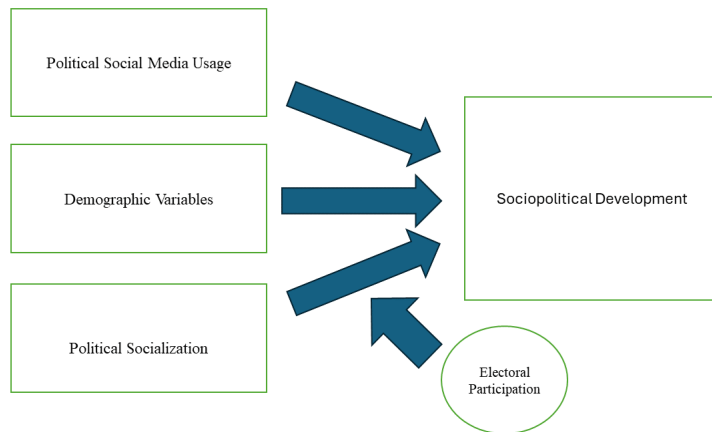 Political Social Media Usage
Demographic Variables
Sociopolitical Development
Political Socialization
Electoral
Participation